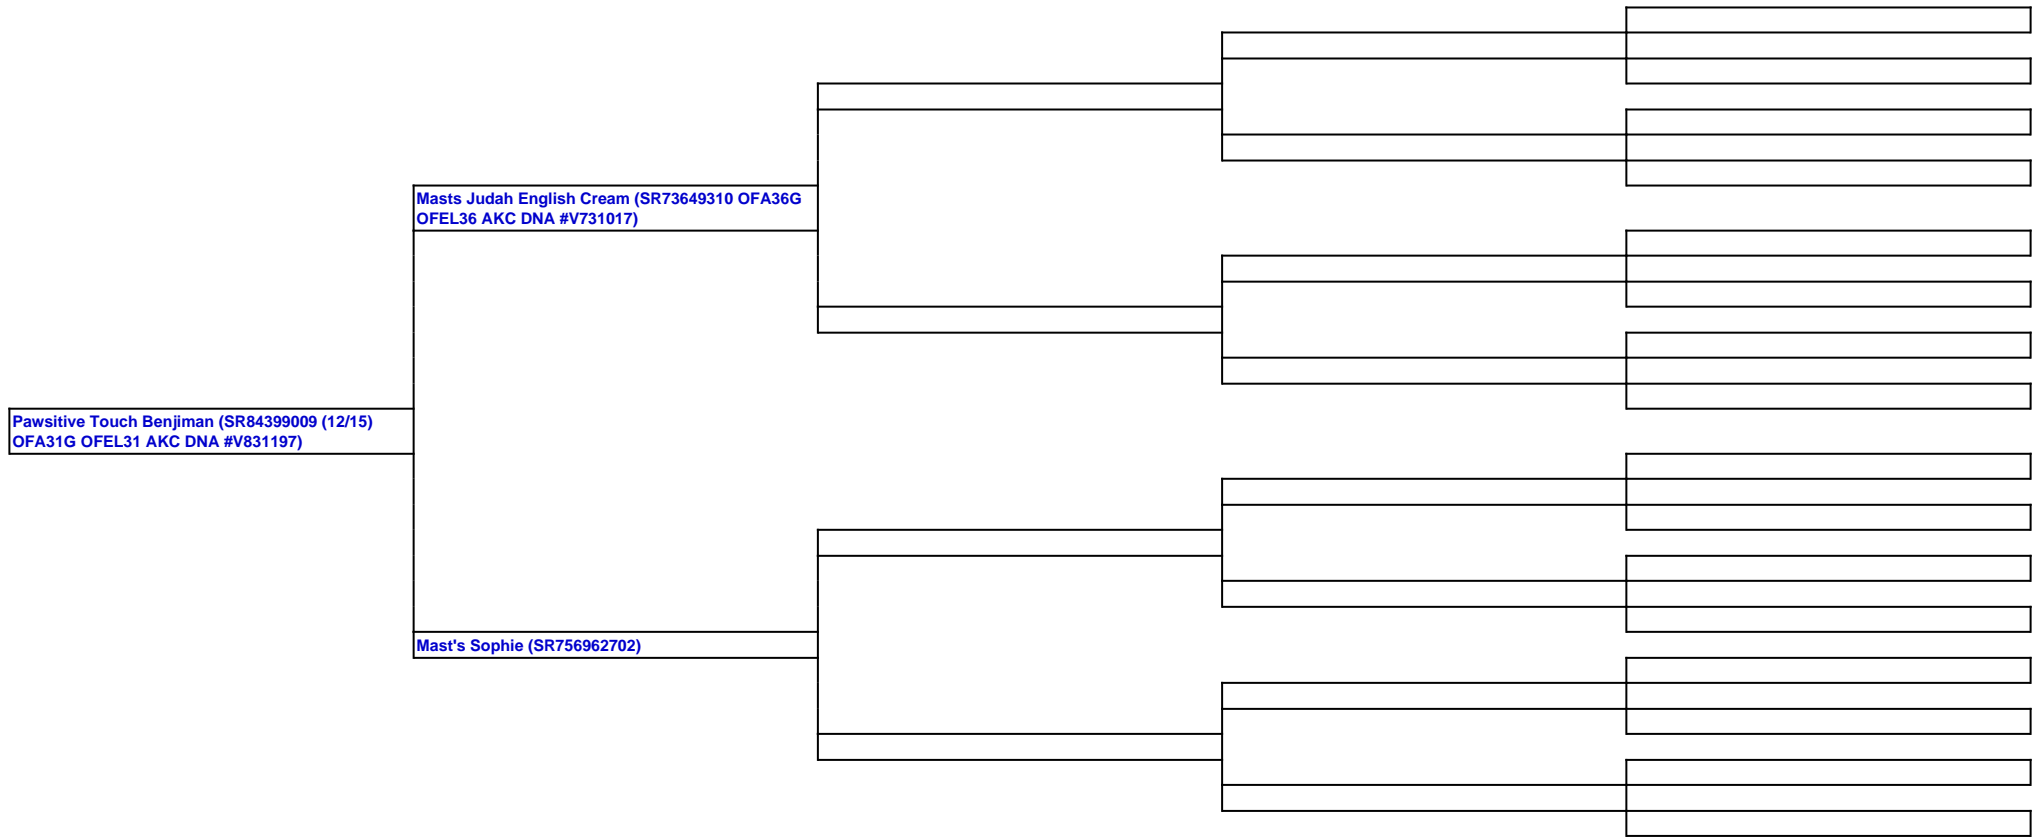 Masts Judah English Cream (SR73649310 OFA36G
OFEL36 AKC DNA #V731017)
Pawsitive Touch Benjiman (SR84399009 (12/15)
OFA31G OFEL31 AKC DNA #V831197)
Mast's Sophie (SR756962702)